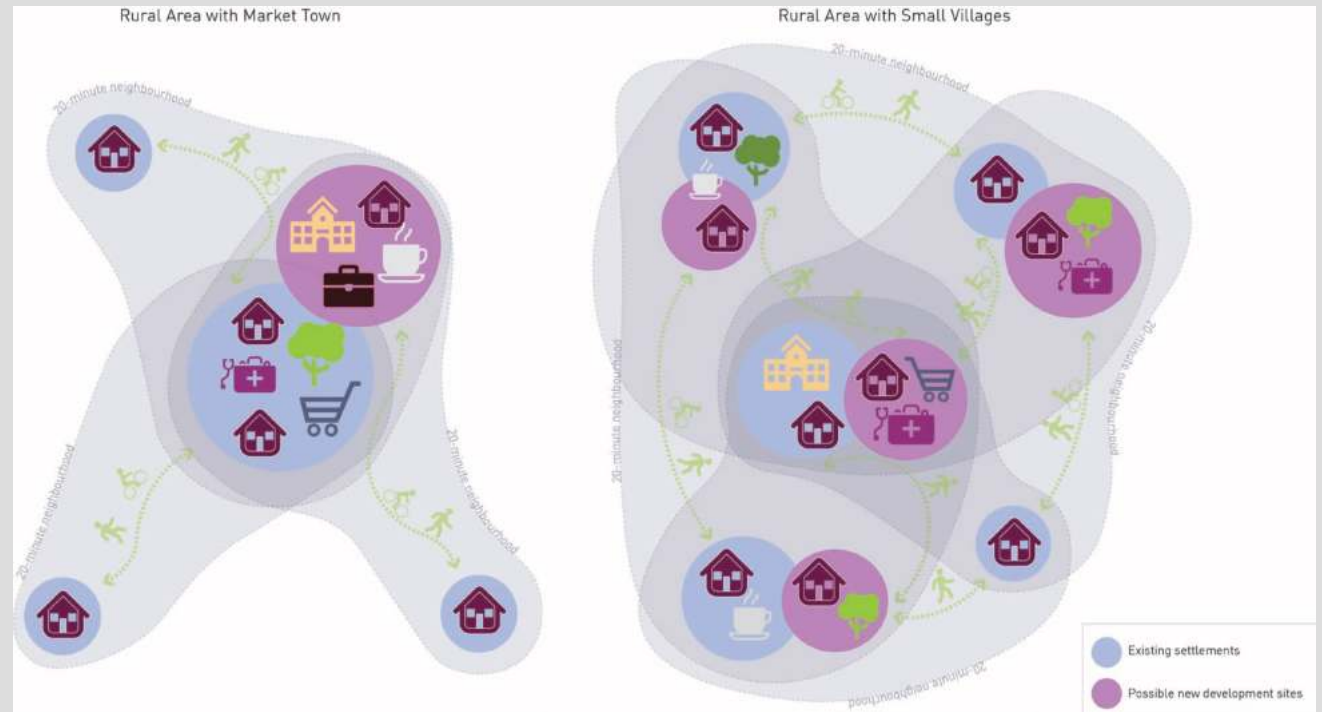 Rural Area with Market Town
Rural Area with Small Villages
20-minute neighbourhood
20-minute neighbourhood
20-minute neighbourhood
20-minute neighbourhood
20-minute neighbourhood
20-minute neighbourhood
20-minute neighbourhood
Existing settlements
Possible new development sites